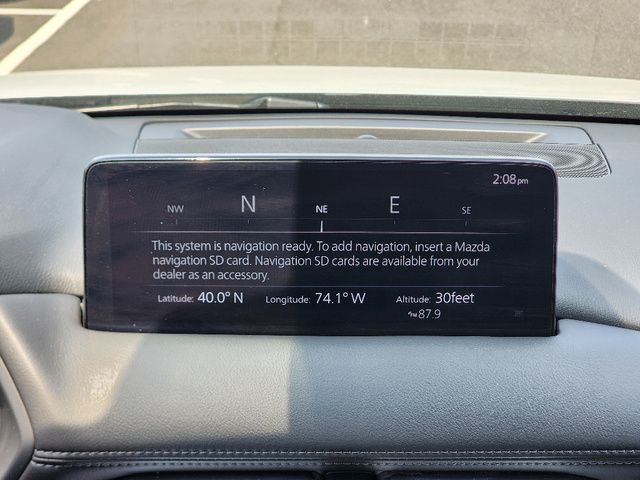 2:08pm
NW N NE E SE
This system is navigation ready. To add navigation, insert a Mazda
navigation SD card. Navigation SD cards are available from your
dealer as an accessory.
Latitude: 40.0° N Longitude: 74.1° W Altitude: 30feet
FM 87.9